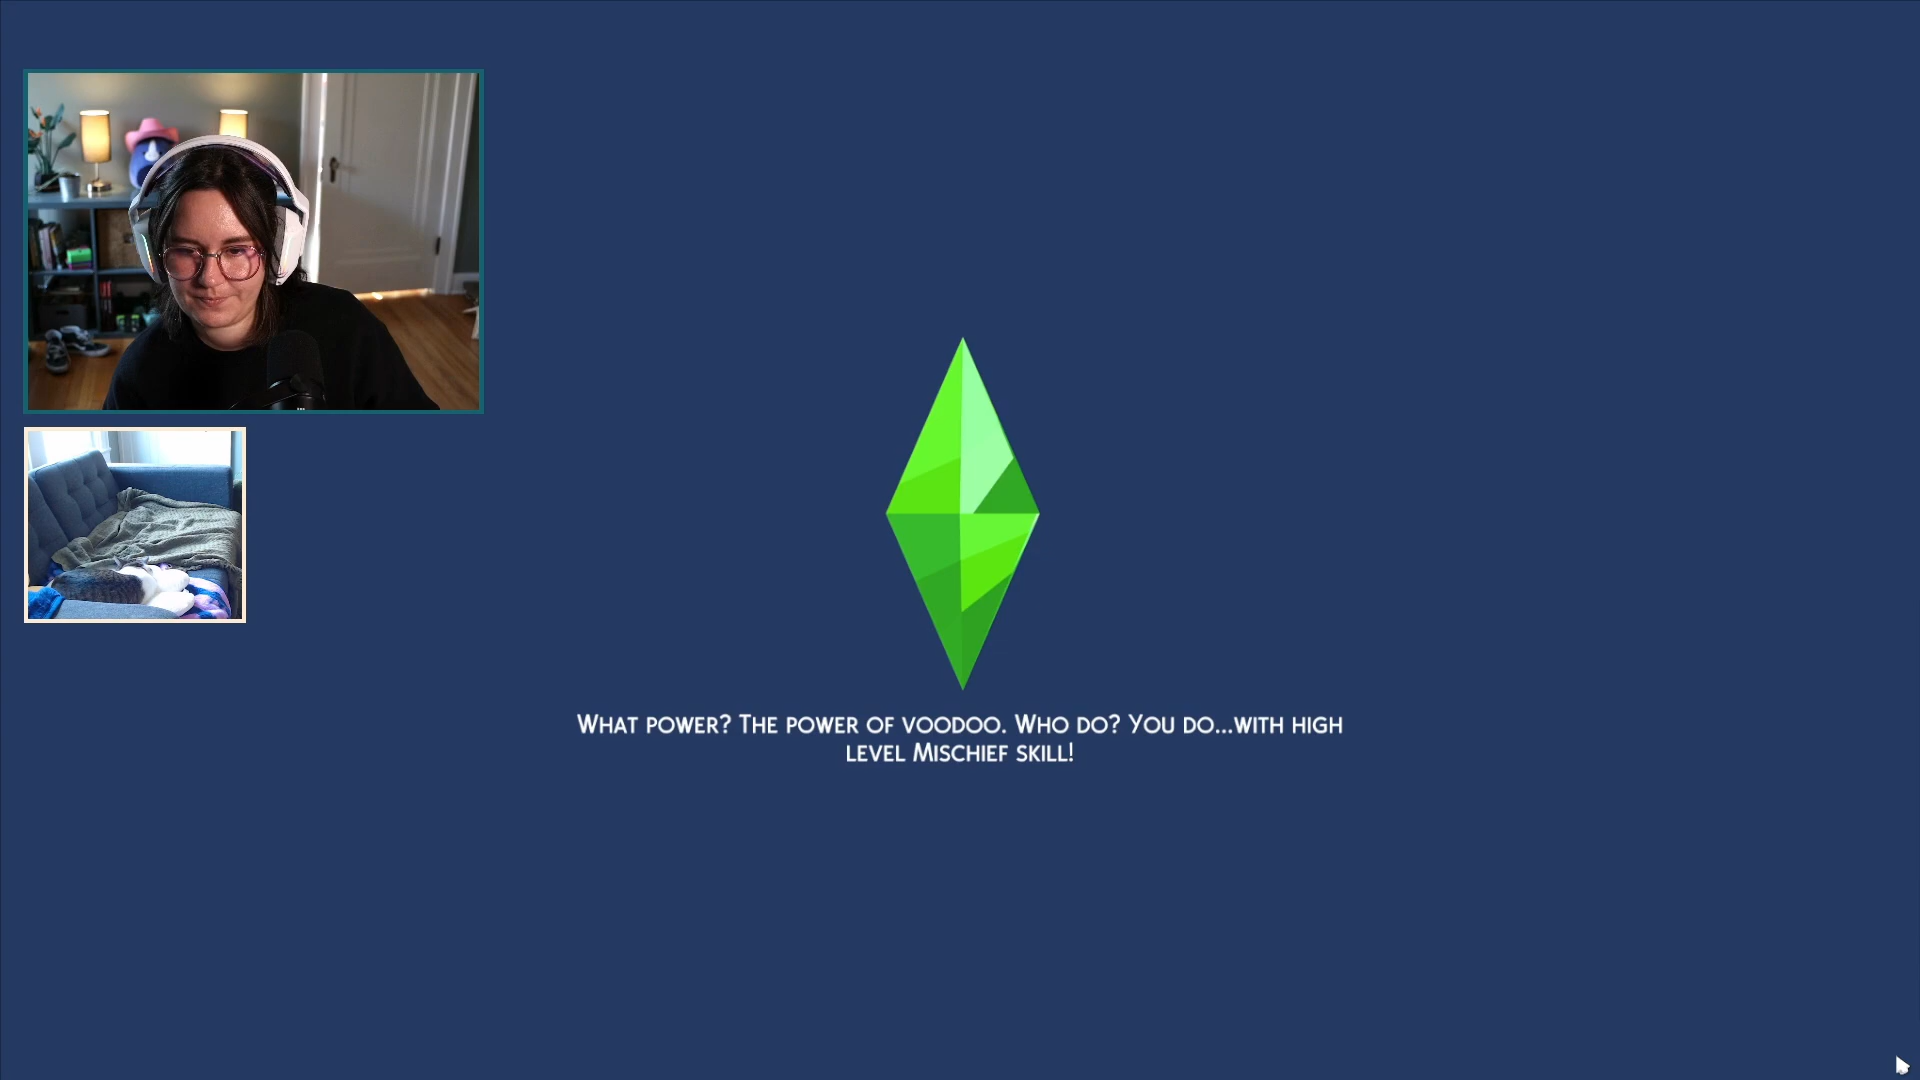 What power? The power of voodoo. Who do? You do...with high
level Mischief skill!